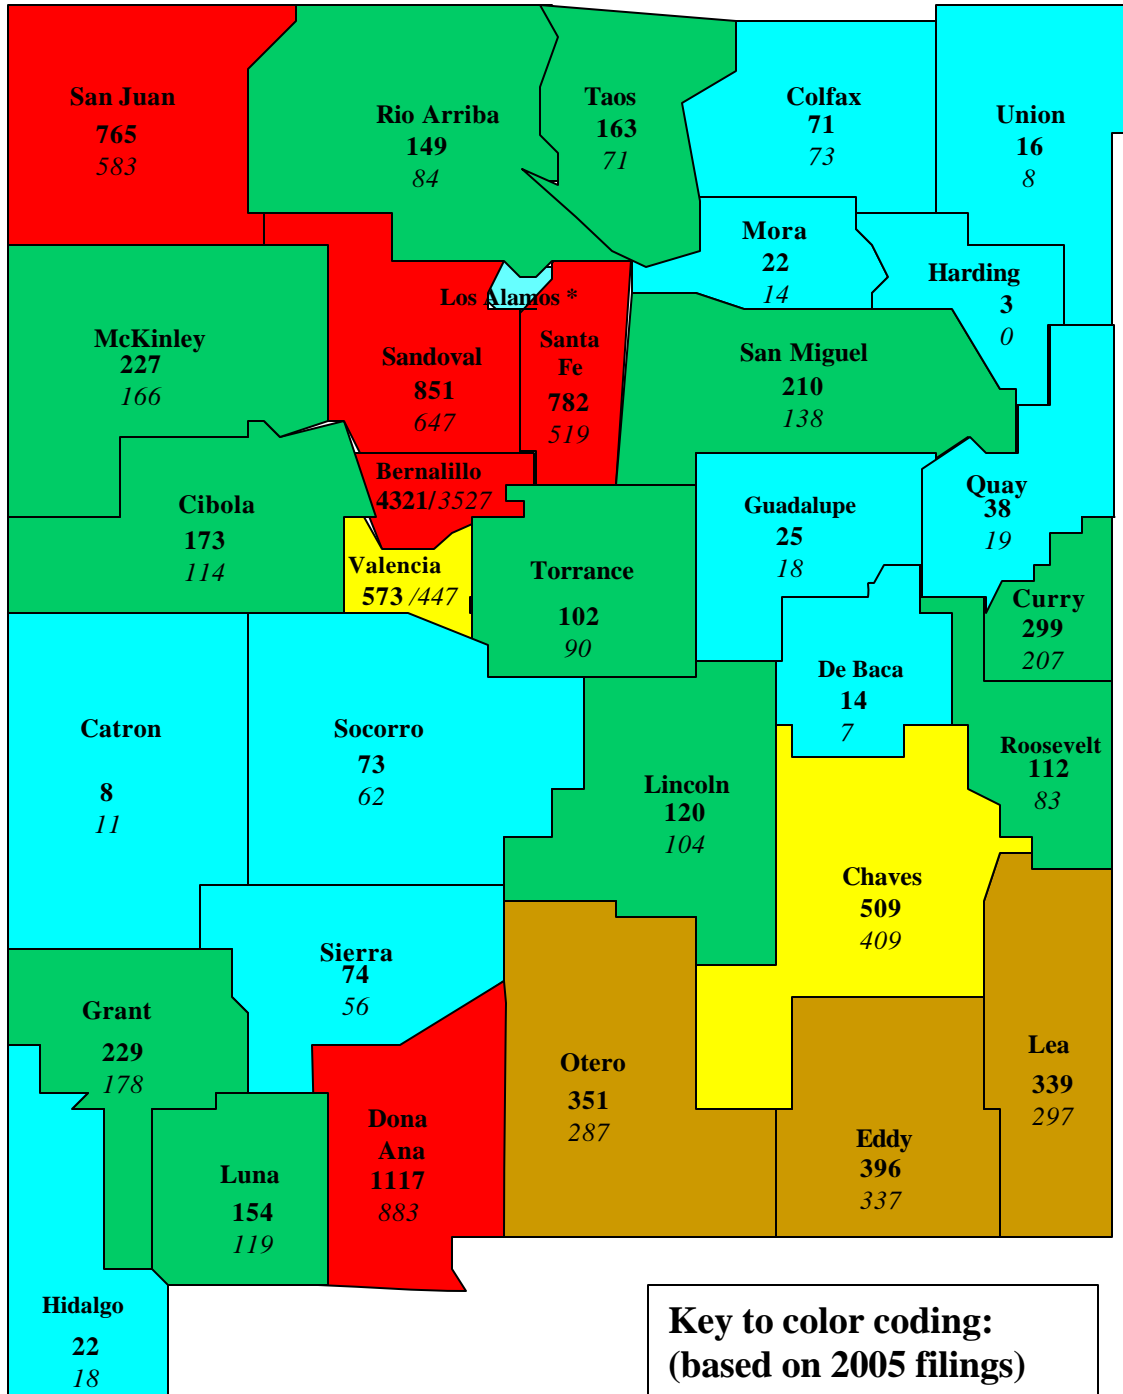 San Juan
765
583
Rio Arriba
149
84
Taos
163
71
Colfax
71
73
Union
16
8
Mora
22
14
Harding
3
0
Los Alamos *
McKinley
227
166
Sandoval
851
647
Santa
Fe
782
519
San Miguel
210
138
Bernalillo
4321/3527
Cibola
173
114
Guadalupe
25
18
Quay
38
19
Valencia
573 /447
Torrance
102
90
Curry
299
207
De Baca
14
7
Catron
8
11
Socorro
73
62
Lincoln
120
104
Roosevelt
112
83
Chaves
509
409
Sierra
74
56
Grant
229
178
Otero
351
287
Lea
339
297
Dona
Ana
1117
883
Eddy
396
337
Luna
154
119
Hidalgo
22
18
Key to color coding:
(based on 2005 filings)